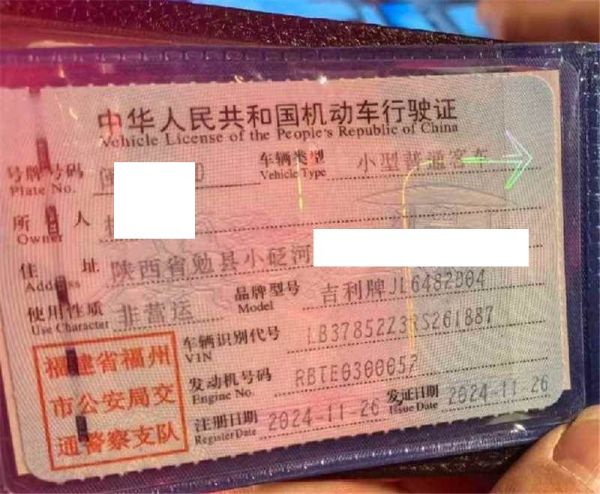 中华人民共和国机动车行驶证
Vehicle License of the People's Republic of China
号牌号码 Plate No. 车辆类型 Vehicle Type 小型普通客车
所有人 Owner
住址 Address 陕西省勉县小砭河
使用性质 Use Character 非营运 品牌型号 Model 吉利牌JL6482D04
车辆识别代号 VIN LB37852Z3RS261887
发动机号码 Engine No. RBTE0300057
注册日期 Register Date 2024-11-26 发证日期 Issue Date 2024-11-26
福建省福州
市公安局交
通警察支队